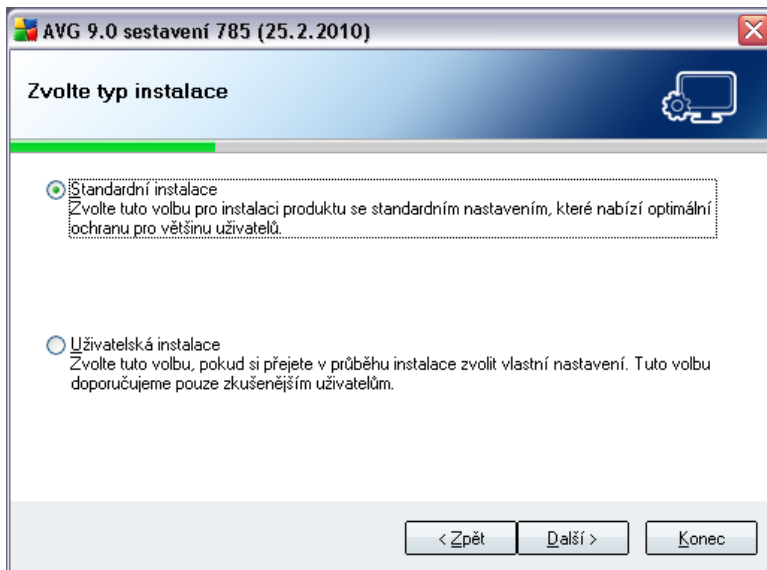 AVG 9.0 sestavení 785 (25.2.2010)
Zvolte typ instalace
Standardní instalace
Zvolte tuto volbu pro instalaci produktu se standardním nastavením, které nabízí optimální
ochranu pro většinu uživatelů.
Uživatelská instalace
Zvolte tuto volbu, pokud si přejete v průběhu instalace zvolit vlastní nastavení. Tuto volbu
doporučujeme pouze zkušenějším uživatelům.
< Zpět Další > Konec